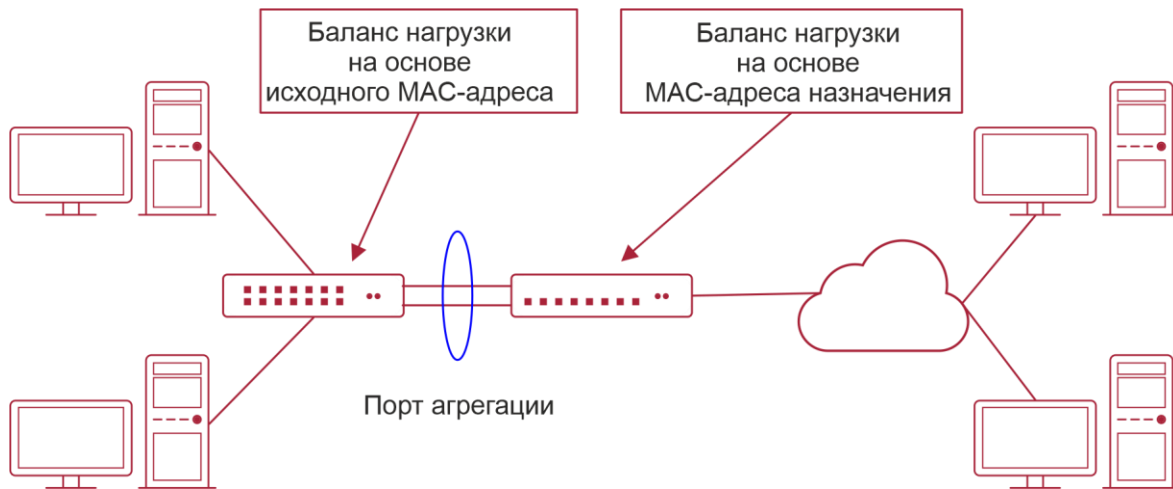 Баланс нагрузки
на основе
исходного MAC-адреса
Баланс нагрузки
на основе
MAC-адреса назначения
Порт агрегации